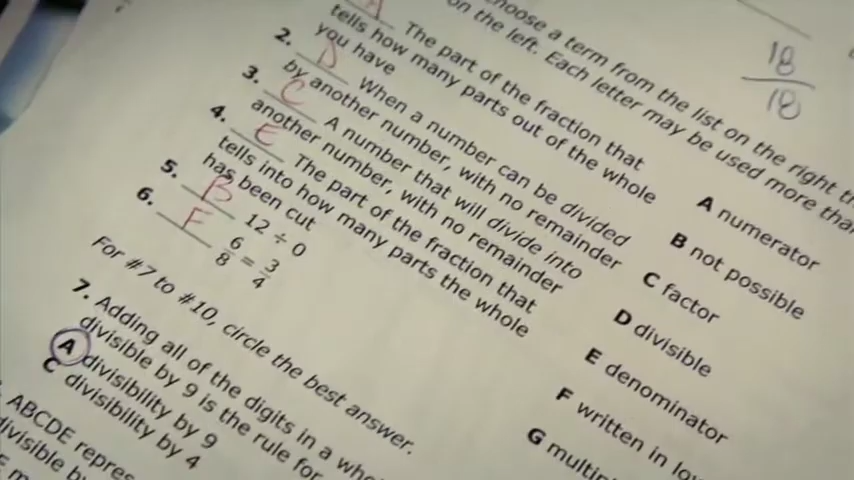 hoose a term from the list on the right
on the left. Each letter may be used more
A The part of the fraction that
tells how many parts out of the whole
you have
2. D When a number can be divided
by another number, with no remainder
3. C A number that will divide into
another number, with no remainder
4. E The part of the fraction that
tells into how many parts the whole
has been cut
5. B 12 ÷ 0
6. F 6/8 = 3/4
18
18
A numerator
B not possible
C factor
D divisible
E denominator
F written in
G
For #7 to #10, circle the best answer.
7. Adding all of the digits in a
divisible by 9 is the rule for
A divisibility by 9
C divisibility by 4
ABCDE